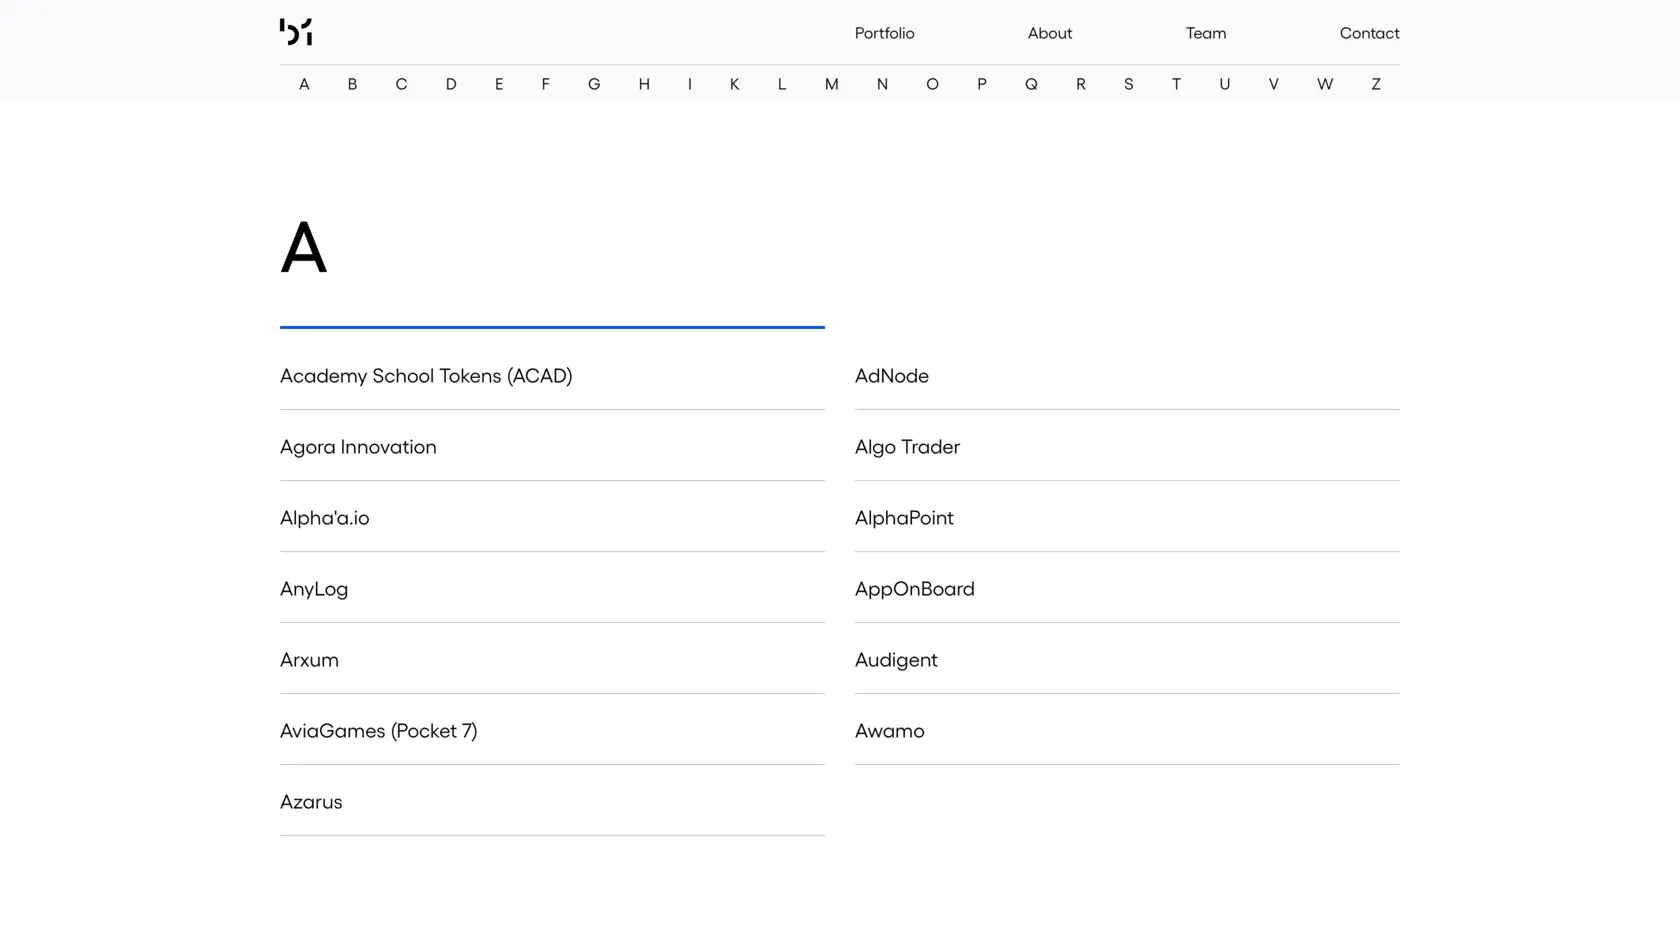 b1
Portfolio About Team Contact
A B C D E F G H I K L M N O P Q R S T U V W Z
A
Academy School Tokens (ACAD)
AdNode
Agora Innovation
Algo Trader
Alpha'a.io
AlphaPoint
AnyLog
AppOnBoard
Arxum
Audigent
AviaGames (Pocket 7)
Awamo
Azarus